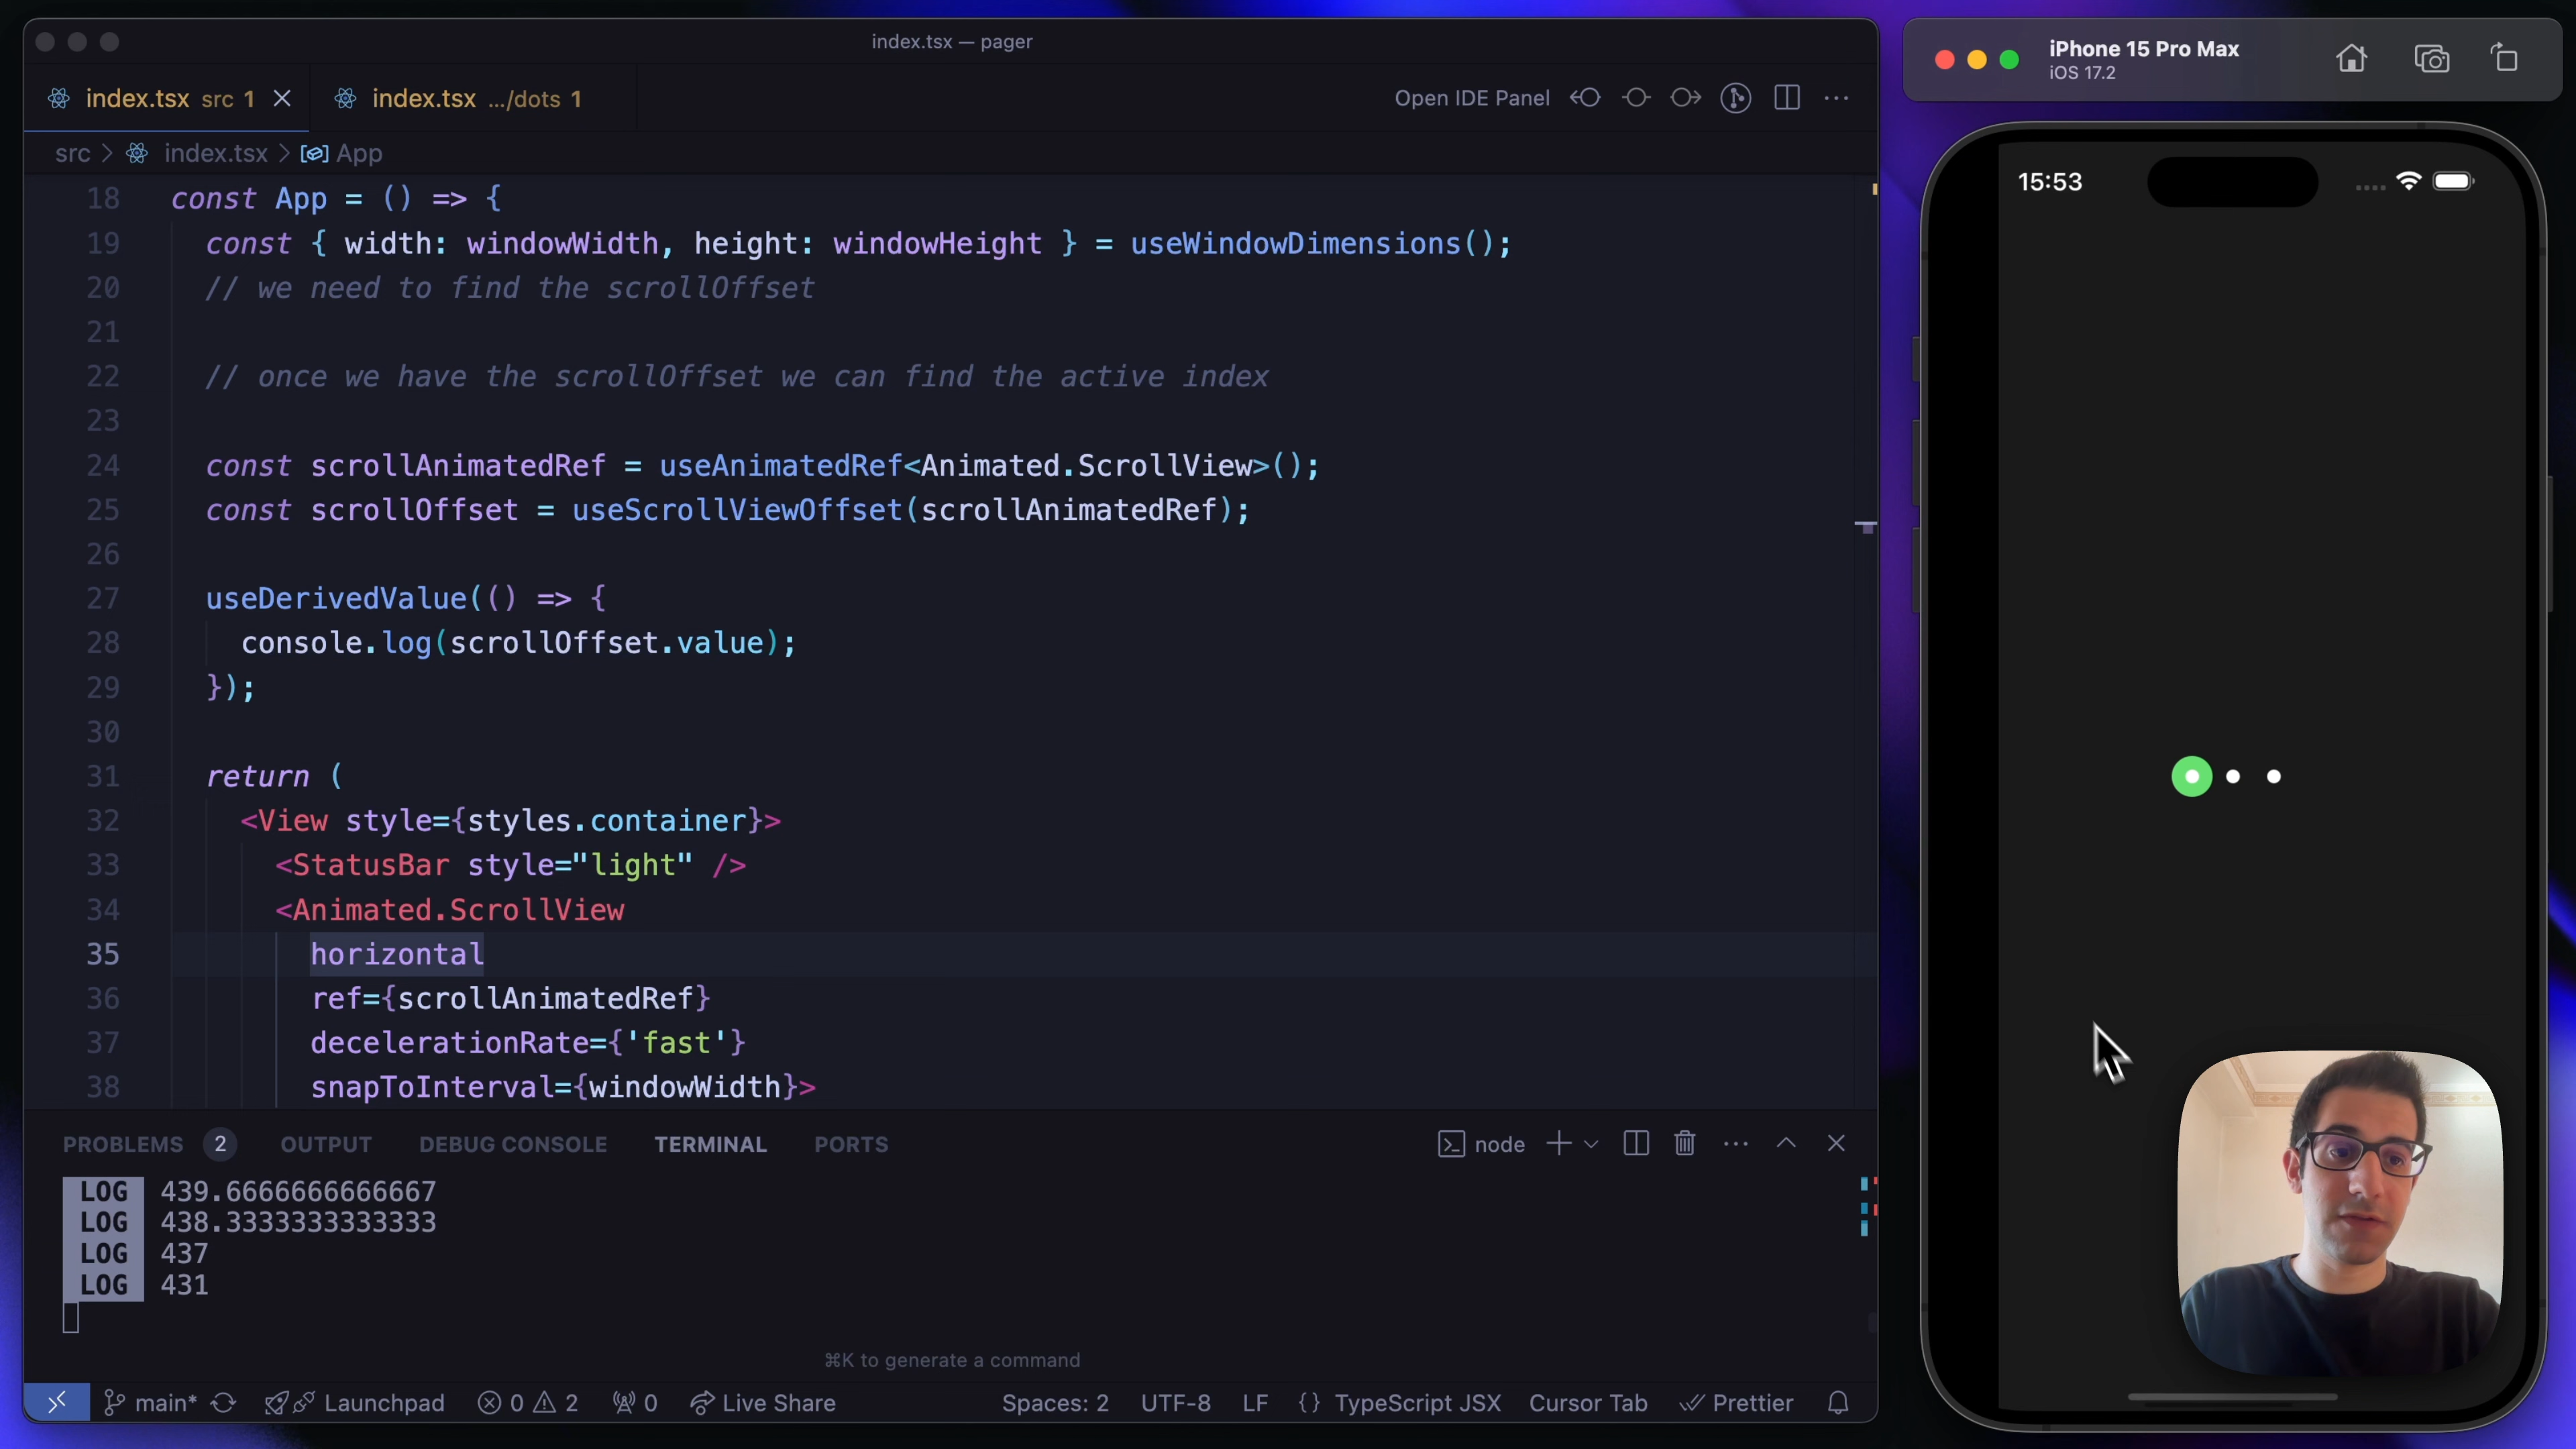 index.tsx — pager
index.tsx src 1
index.tsx .../dots 1
Open IDE Panel
src > index.tsx > App
18 const App = () => {
19 const { width: windowWidth, height: windowHeight } = useWindowDimensions();
20 // we need to find the scrollOffset
21
22 // once we have the scrollOffset we can find the active index
23
24 const scrollAnimatedRef = useAnimatedRef<Animated.ScrollView>();
25 const scrollOffset = useScrollViewOffset(scrollAnimatedRef);
26
27 useDerivedValue(() => {
28 console.log(scrollOffset.value);
29 });
30
31 return (
32 <View style={styles.container}>
33 <StatusBar style="light" />
34 <Animated.ScrollView
35 horizontal
36 ref={scrollAnimatedRef}
37 decelerationRate={'fast'}
38 snapToInterval={windowWidth}>
PROBLEMS 2 OUTPUT DEBUG CONSOLE TERMINAL PORTS
node
LOG 439.6666666666667
LOG 438.3333333333333
LOG 437
LOG 431
⌘K to generate a command
main* Launchpad 0 2 0 Live Share
Spaces: 2 UTF-8 LF {} TypeScript JSX Cursor Tab Prettier
iPhone 15 Pro Max
iOS 17.2
15:53